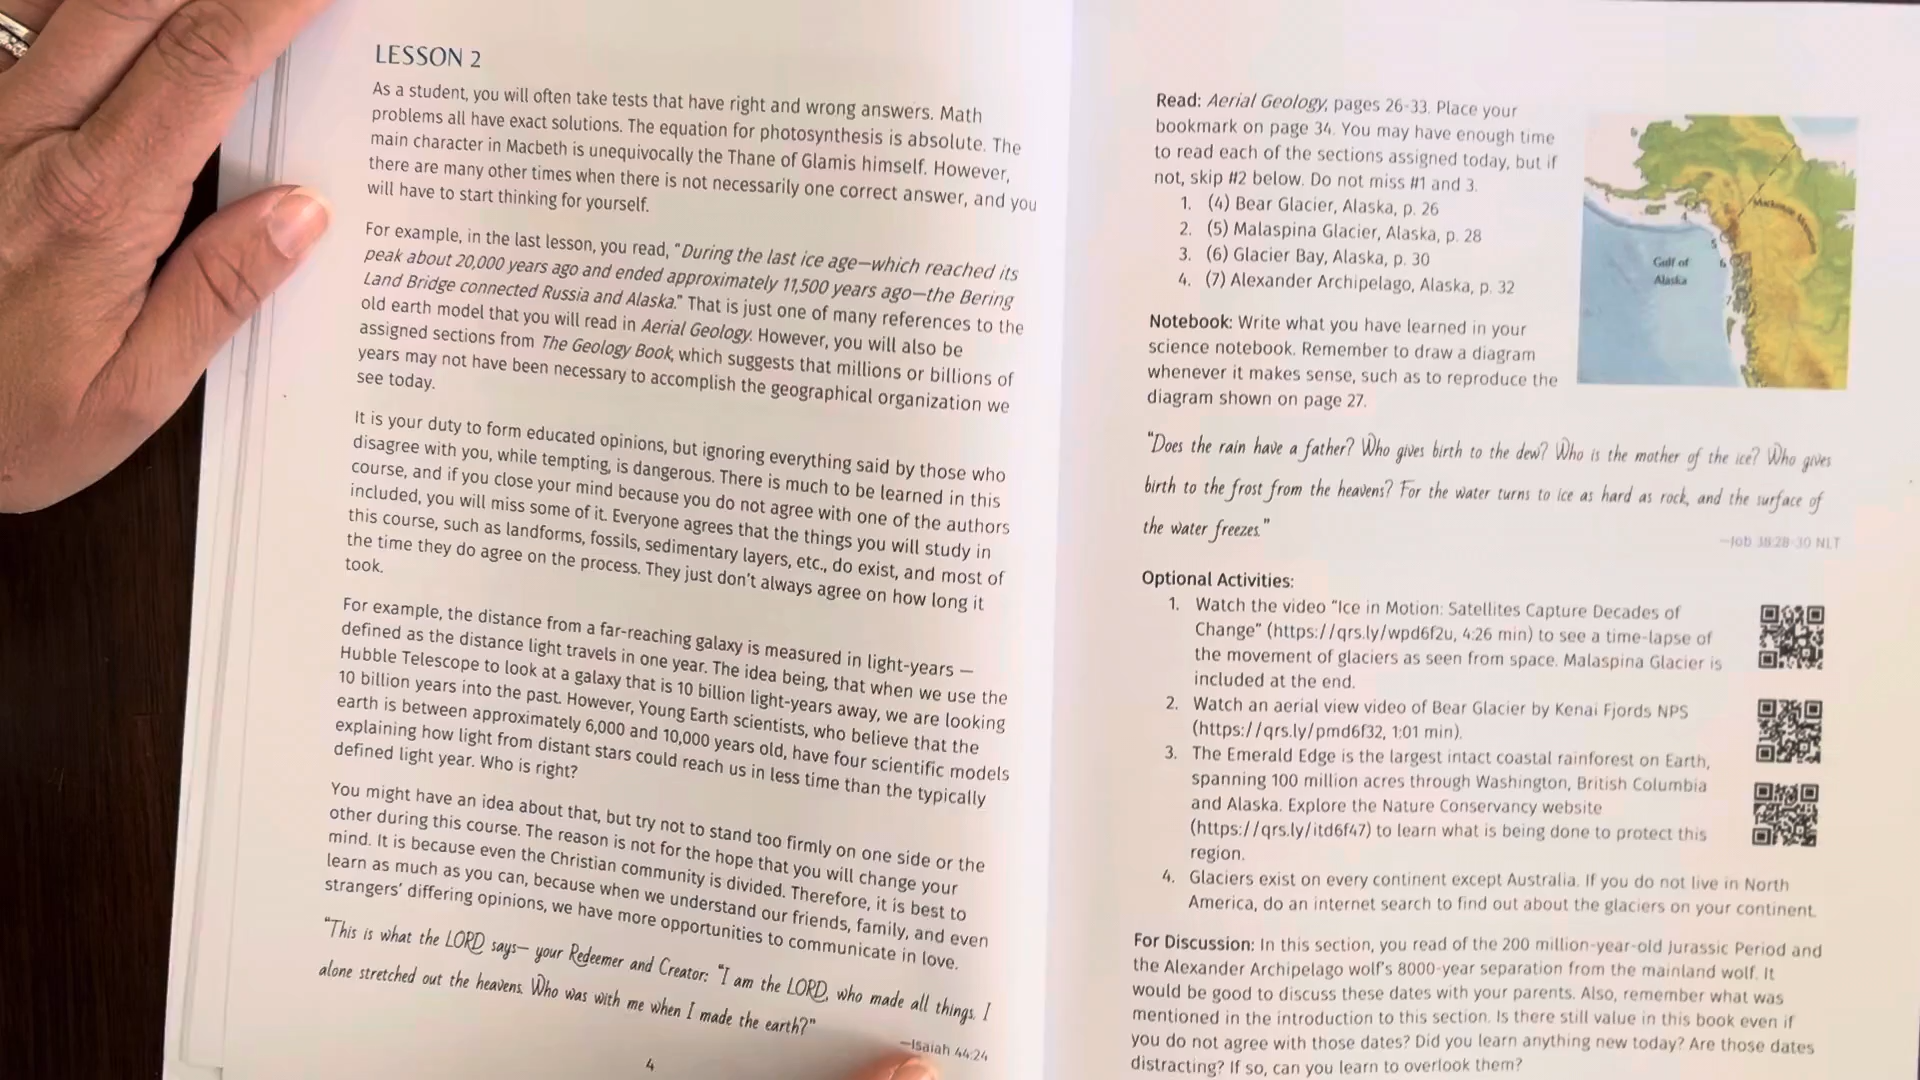 LESSON 2
As a student, you will often take tests that have right and wrong answers. Math
problems all have exact solutions. The equation for photosynthesis is absolute. The
main character in Macbeth is unequivocally the Thane of Glamis himself. However,
there are many other times when there is not necessarily one correct answer, and you
will have to start thinking for yourself.
For example, in the last lesson, you read, "During the last ice age—which reached its
peak about 20,000 years ago and ended approximately 11,500 years ago—the Bering
Land Bridge connected Russia and Alaska." That is just one of many references to the
old earth model that you will read in Aerial Geology. However, you will also be
assigned sections from The Geology Book, which suggests that millions or billions of
years may not have been necessary to accomplish the geographical organization we
see today.
It is your duty to form educated opinions, but ignoring everything said by those who
disagree with you, while tempting, is dangerous. There is much to be learned in this
course, and if you close your mind because you do not agree with one of the authors
included, you will miss some of it. Everyone agrees that the things you will study in
this course, such as landforms, fossils, sedimentary layers, etc., do exist, and most of
the time they do agree on the process. They just don't always agree on how long it
took.
For example, the distance from a far-reaching galaxy is measured in light-years —
defined as the distance light travels in one year. The idea being, that when we use the
Hubble Telescope to look at a galaxy that is 10 billion light-years away, we are looking
10 billion years into the past. However, Young Earth scientists, who believe that the
earth is between approximately 6,000 and 10,000 years old, have four scientific models
explaining how light from distant stars could reach us in less time than the typically
defined light year. Who is right?
You might have an idea about that, but try not to stand too firmly on one side or the
other during this course. The reason is not for the hope that you will change your
mind. It is because even the Christian community is divided. Therefore, it is best to
learn as much as you can, because when we understand our friends, family, and even
strangers' differing opinions, we have more opportunities to communicate in love.
"This is what the LORD says— your Redeemer and Creator: "I am the LORD, who made all things. I
alone stretched out the heavens. Who was with me when I made the earth?"
—Isaiah 44:24
4
Read: Aerial Geology, pages 26-33. Place your
bookmark on page 34. You may have enough time
to read each of the sections assigned today, but if
not, skip #2 below. Do not miss #1 and 3.
1. (4) Bear Glacier, Alaska, p. 26
2. (5) Malaspina Glacier, Alaska, p. 28
3. (6) Glacier Bay, Alaska, p. 30
4. (7) Alexander Archipelago, Alaska, p. 32
Mackenzie Mountains
4
5
6
7
Gulf of
Alaska
Notebook: Write what you have learned in your
science notebook. Remember to draw a diagram
whenever it makes sense, such as to reproduce the
diagram shown on page 27.
"Does the rain have a father? Who gives birth to the dew? Who is the mother of the ice? Who gives
birth to the frost from the heavens? For the water turns to ice as hard as rock, and the surface of
the water freezes."
—Job 38:28-30 NLT
Optional Activities:
1. Watch the video "Ice in Motion: Satellites Capture Decades of
Change" (https://qrs.ly/wpd6f2u, 4:26 min) to see a time-lapse of
the movement of glaciers as seen from space. Malaspina Glacier is
included at the end.
2. Watch an aerial view video of Bear Glacier by Kenai Fjords NPS
(https://qrs.ly/pmd6f32, 1:01 min).
3. The Emerald Edge is the largest intact coastal rainforest on Earth,
spanning 100 million acres through Washington, British Columbia
and Alaska. Explore the Nature Conservancy website
(https://qrs.ly/itd6f47) to learn what is being done to protect this
region.
4. Glaciers exist on every continent except Australia. If you do not live in North
America, do an internet search to find out about the glaciers on your continent.
For Discussion: In this section, you read of the 200 million-year-old Jurassic Period and
the Alexander Archipelago wolf's 8000-year separation from the mainland wolf. It
would be good to discuss these dates with your parents. Also, remember what was
mentioned in the introduction to this section. Is there still value in this book even if
you do not agree with those dates? Did you learn anything new today? Are those dates
distracting? If so, can you learn to overlook them?